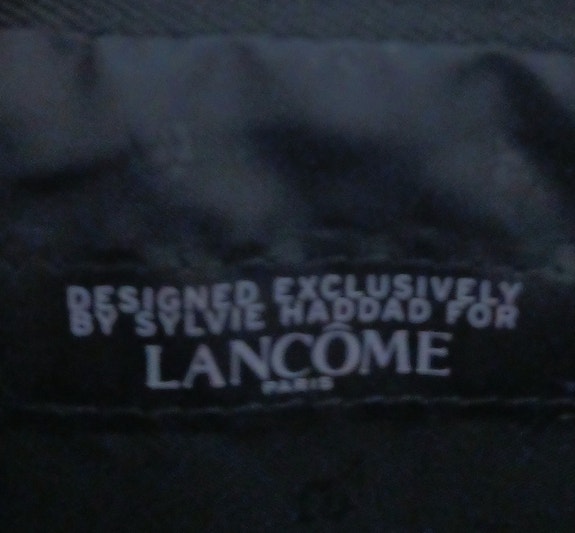 DESIGNED EXCLUSIVELY
BY SYLVIE HADDAD FOR
LANCÔME
PARIS